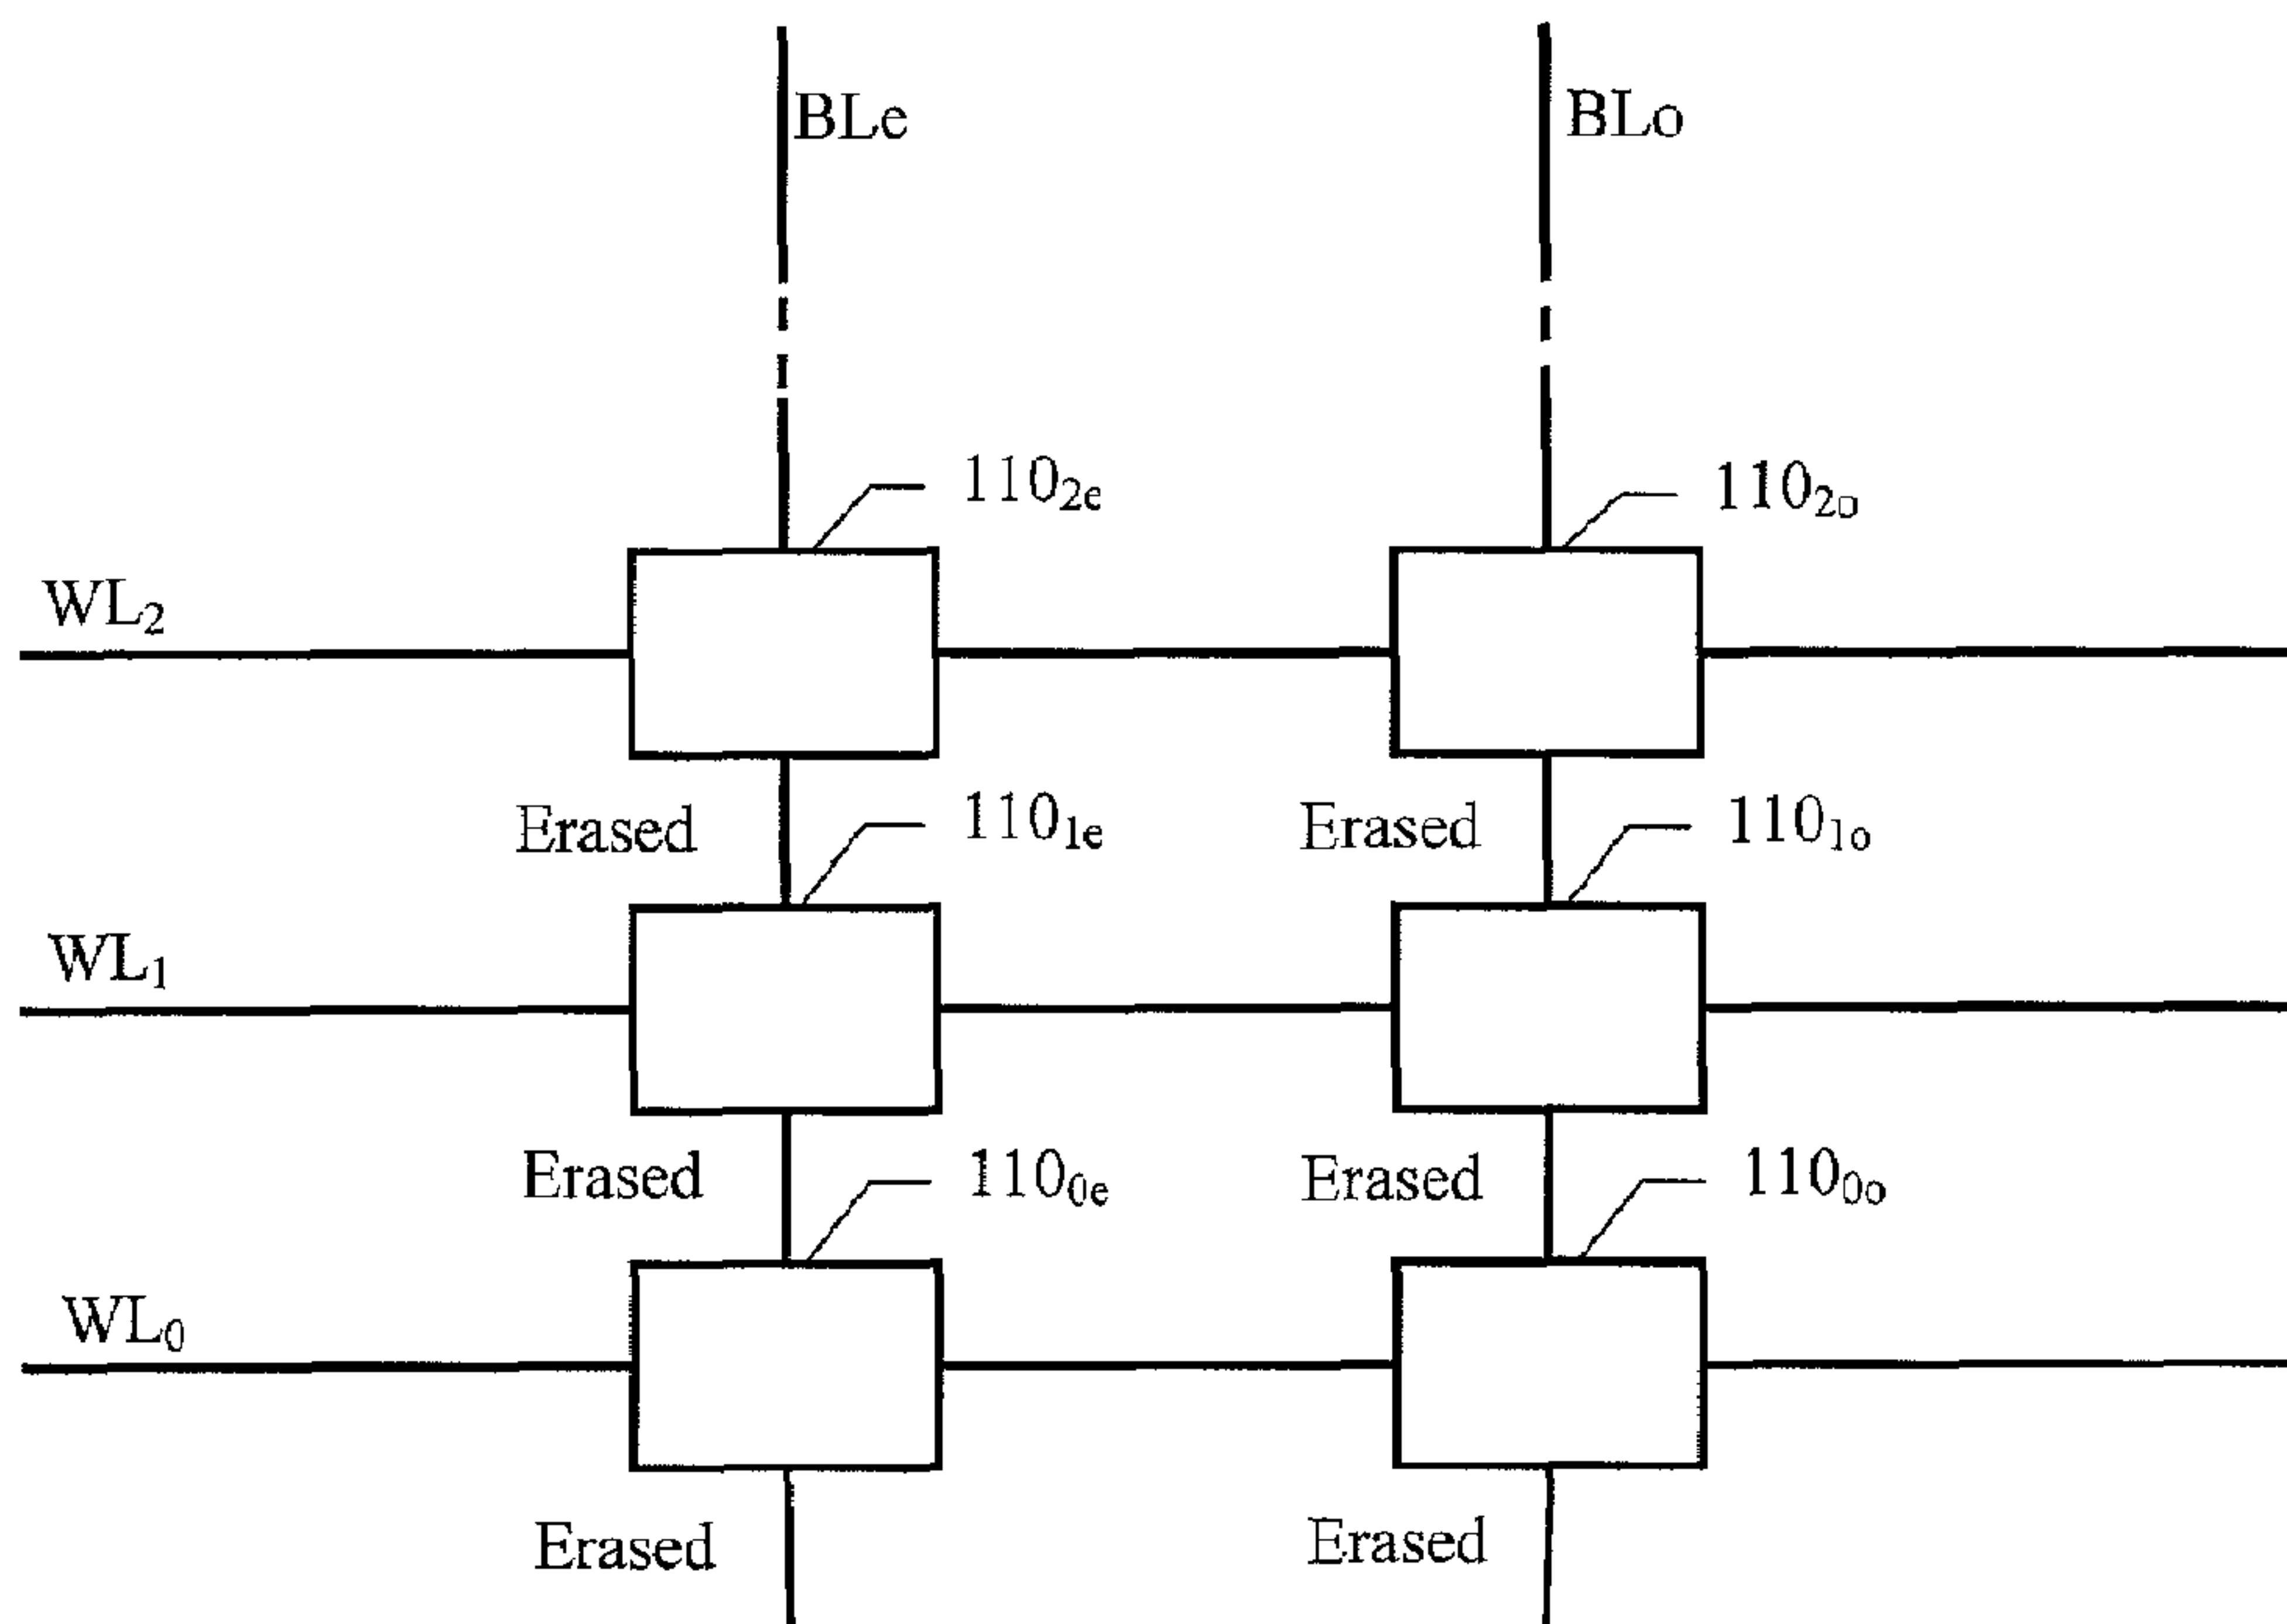 BLe
BLo
110₂ₑ
110₂ₒ
WL₂
Erased
110₁ₑ
Erased
110₁ₒ
WL₁
Erased
110₀ₑ
Erased
110₀ₒ
WL₀
Erased
Erased